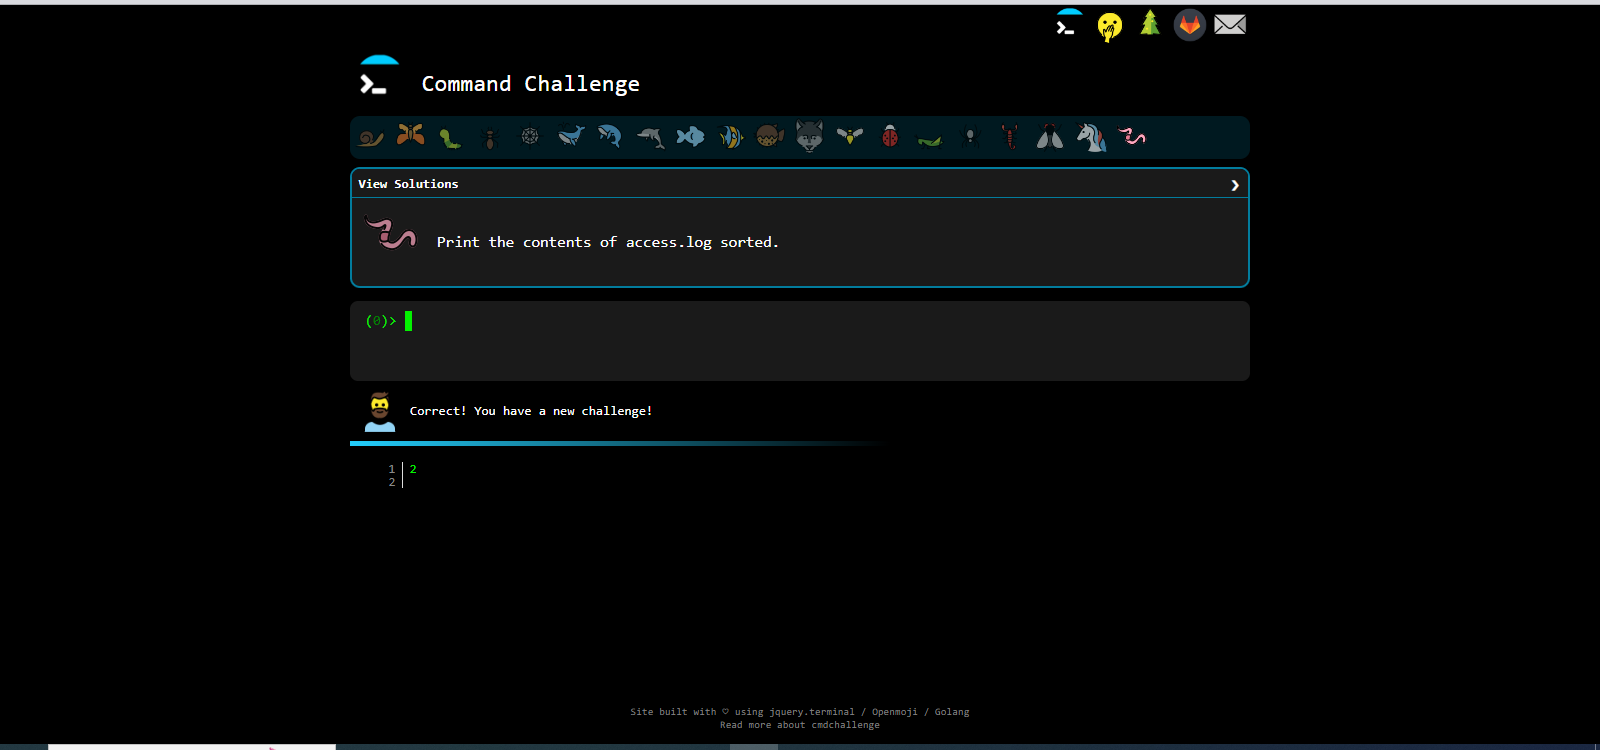 Command Challenge
View Solutions
Print the contents of access.log sorted.
(0)>
Correct! You have a new challenge!
1 2
2
Site built with ♡ using jquery.terminal / Openmoji / Golang
Read more about cmdchallenge